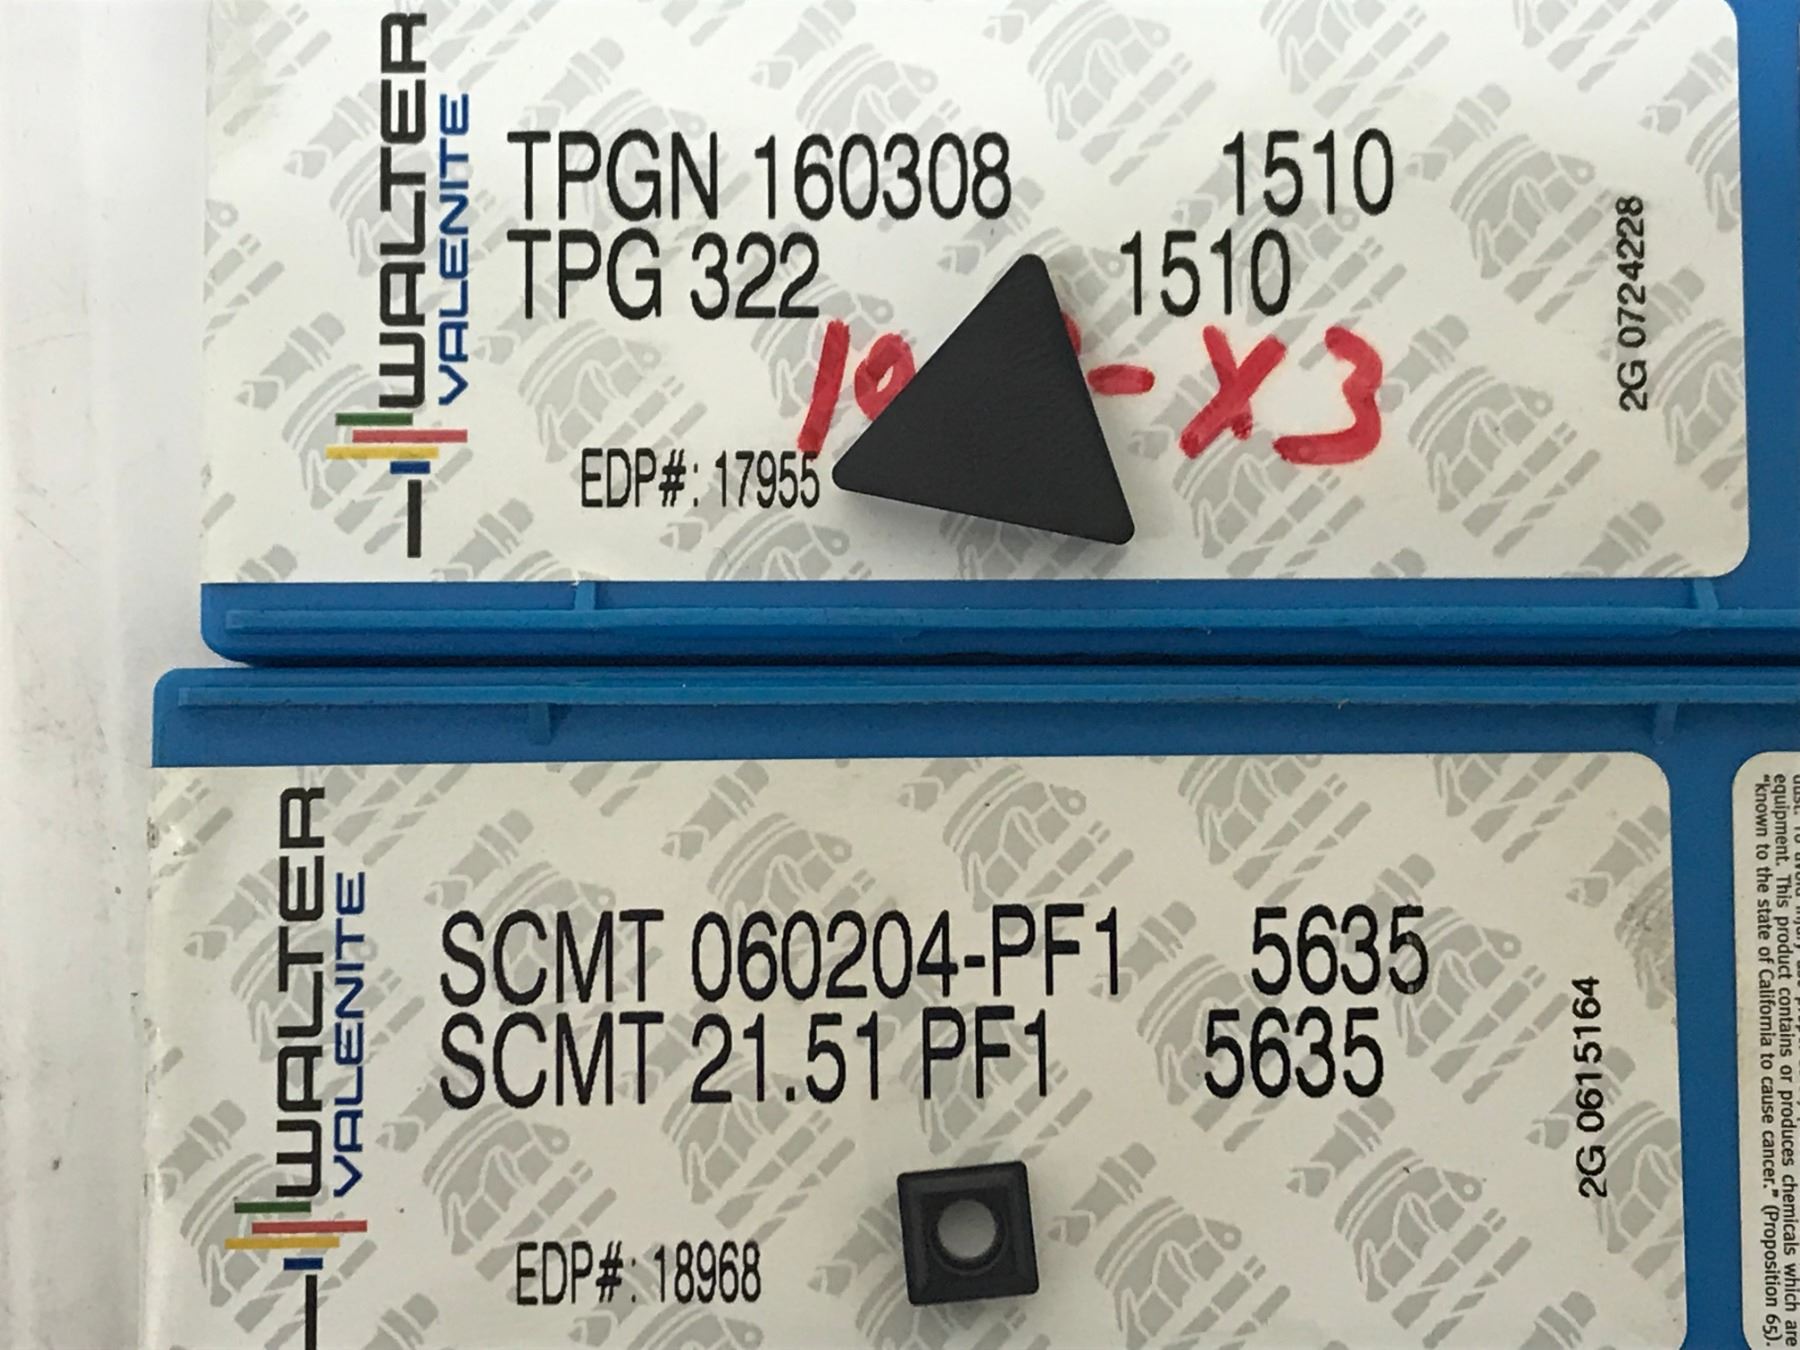 WALTER
VALENITE
TPGN 160308 1510
TPG 322 1510
-X3
EDP#: 17955
2G 0724228
WALTER
VALENITE
SCMT 060204-PF1 5635
SCMT 21.51 PF1 5635
EDP#: 18968
2G 0615164
equipment. This product contains or produces chemicals which are
"known to the state of California to cause cancer." (Proposition 65).